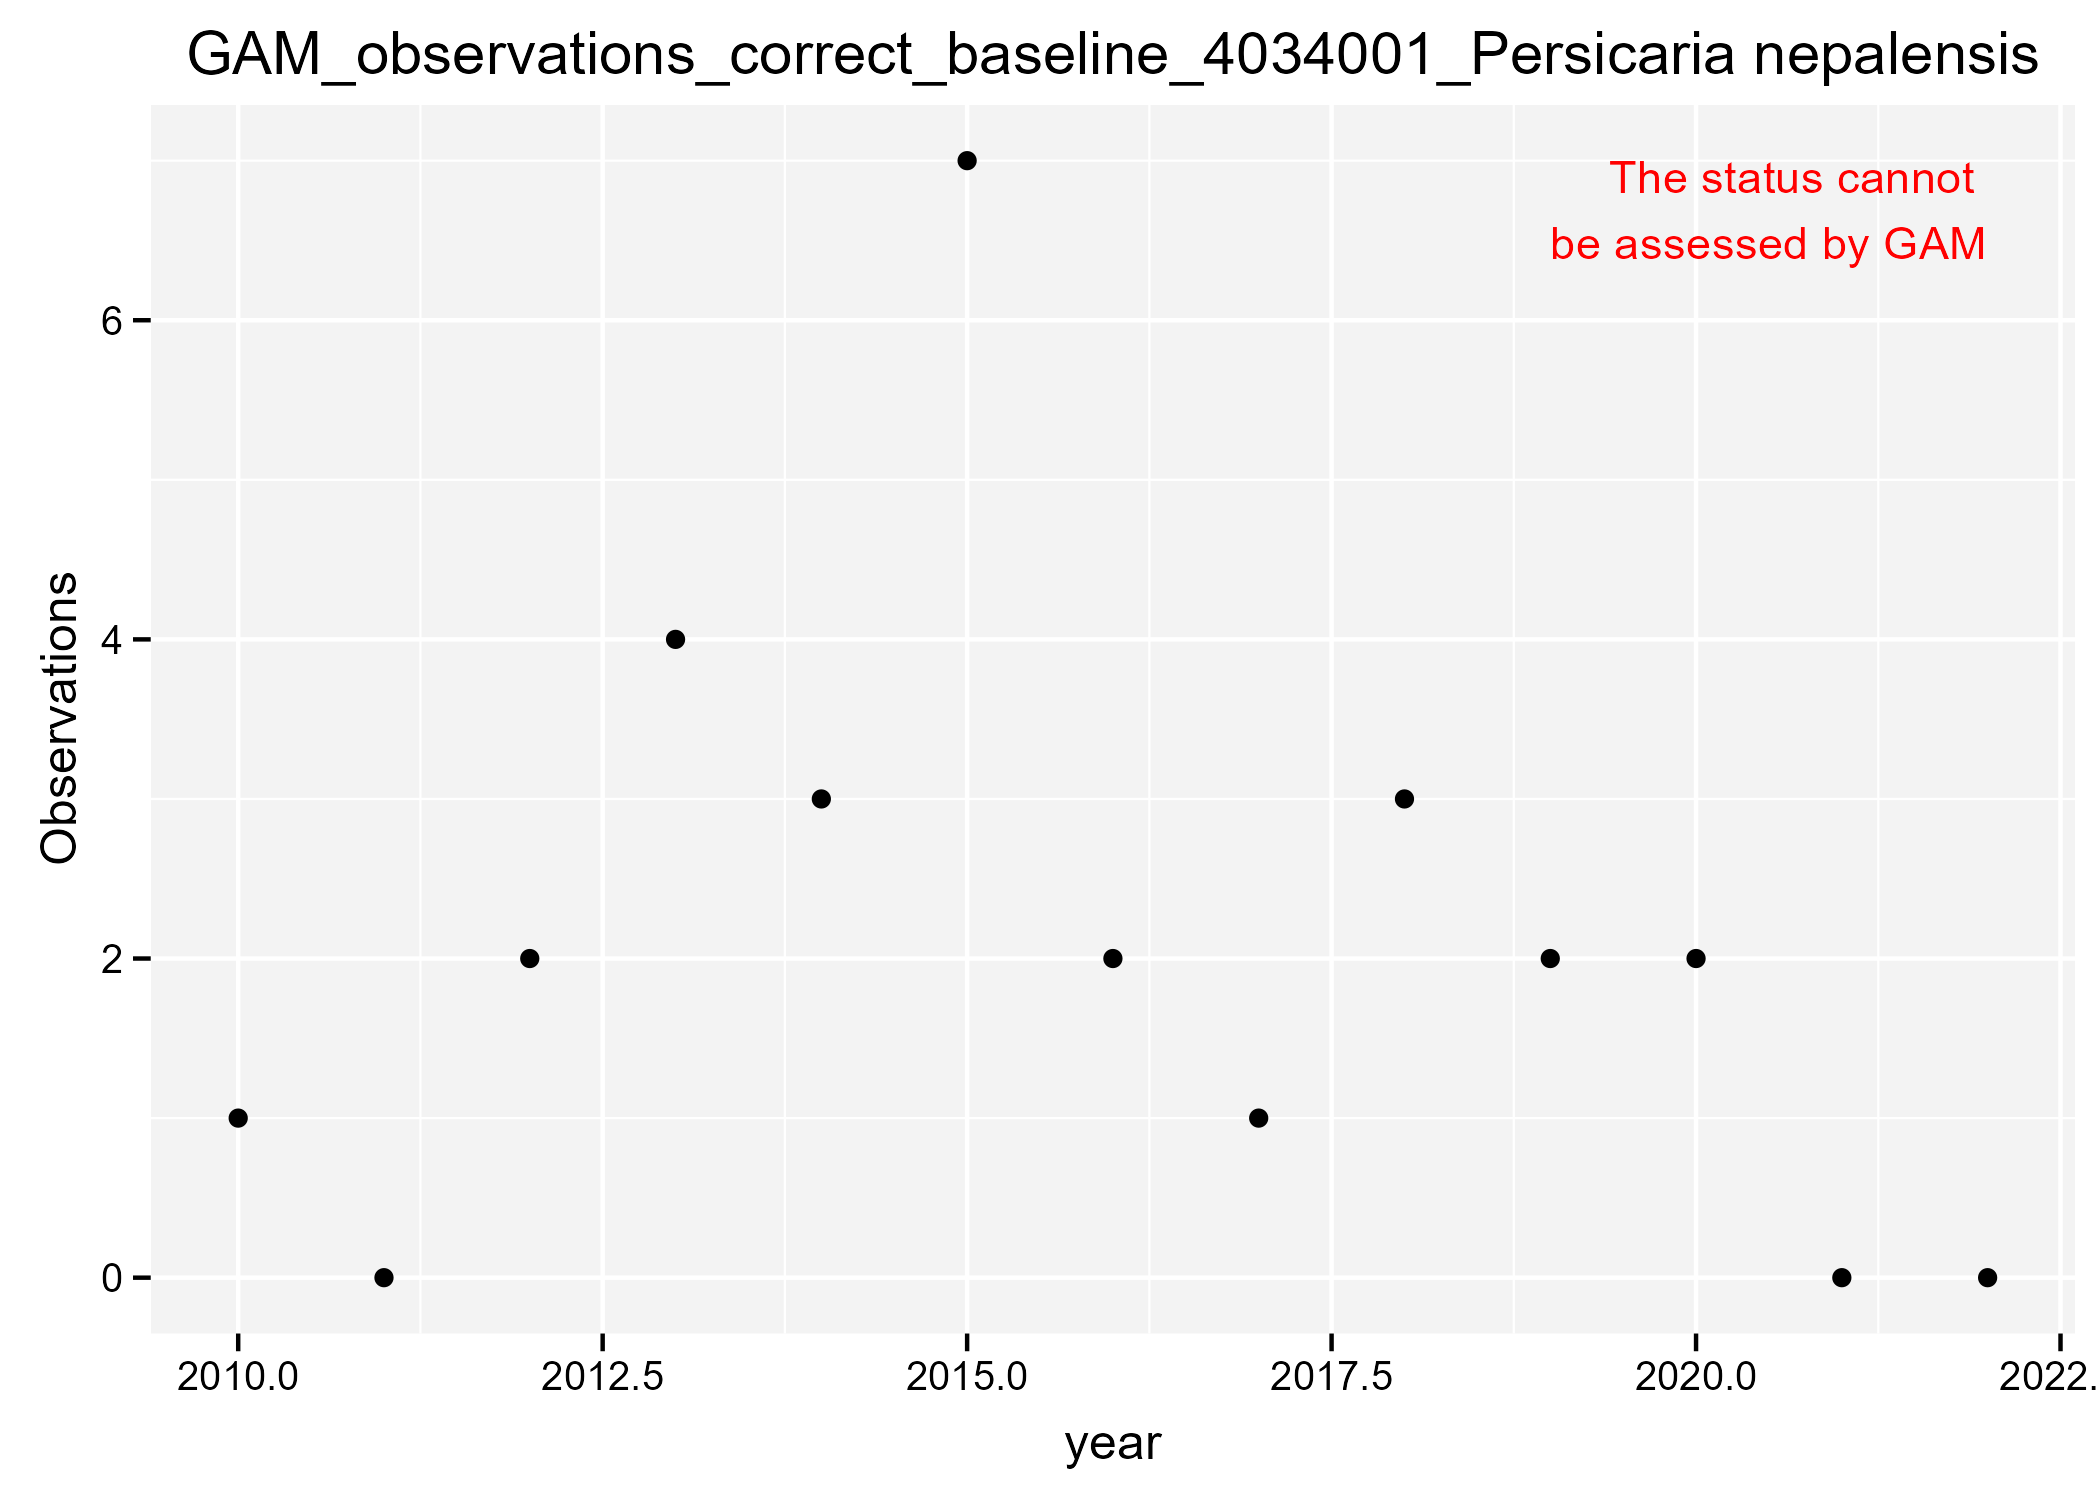 GAM_observations_correct_baseline_4034001_Persicaria nepalensis
The status cannot
be assessed by GAM
6
4
2
0
Observations
2010.0 2012.5 2015.0 2017.5 2020.0 2022.
year